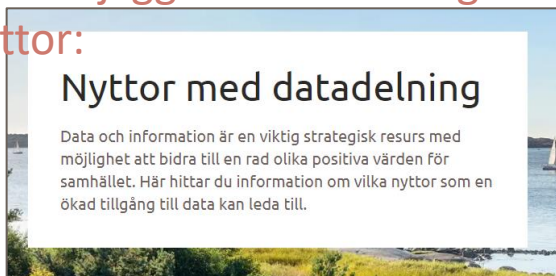 ttor:
Nyttor med datadelning
Data och information är en viktig strategisk resurs med
möjlighet att bidra till en rad olika positiva värden för
samhället. Här hittar du information om vilka nyttor som en
ökad tillgång till data kan leda till.